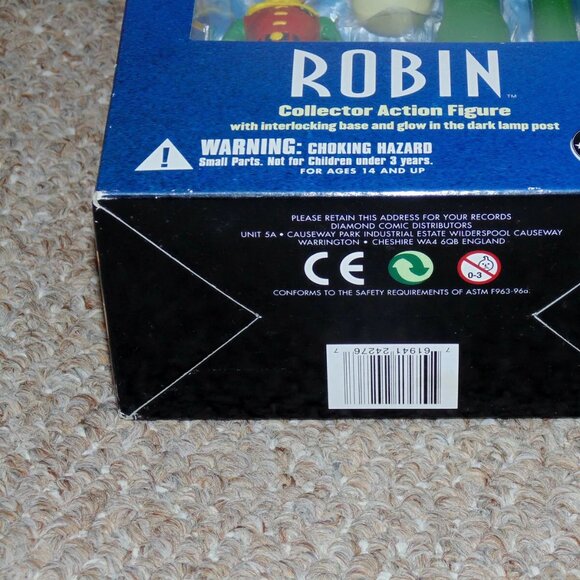 ROBIN™
Collector Action Figure
with interlocking base and glow in the dark lamp post
WARNING: CHOKING HAZARD
Small Parts. Not for Children under 3 years.
FOR AGES 14 AND UP
PLEASE RETAIN THIS ADDRESS FOR YOUR RECORDS
DIAMOND COMIC DISTRIBUTORS
UNIT 5A • CAUSEWAY PARK INDUSTRIAL ESTATE WILDERSPOOL CAUSEWAY
WARRINGTON • CHESHIRE WA4 6QB ENGLAND
CE
0-3
CONFORMS TO THE SAFETY REQUIREMENTS OF ASTM F963-96a.
7 61941 24276 7